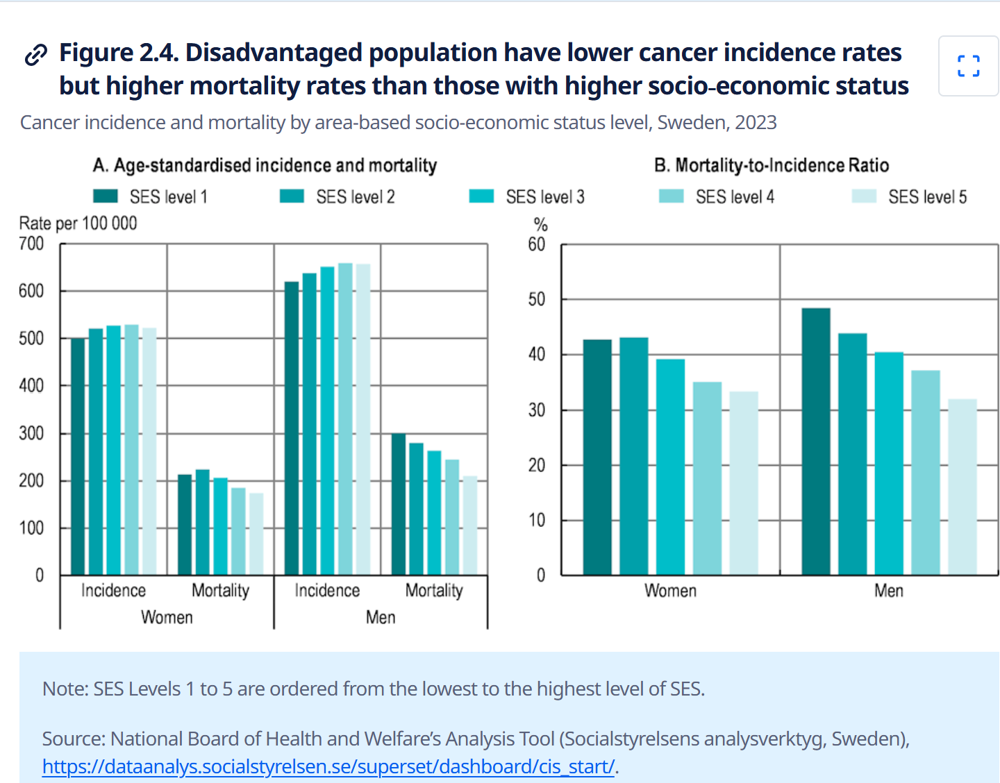 Figure 2.4. Disadvantaged population have lower cancer incidence rates
but higher mortality rates than those with higher socio-economic status
Cancer incidence and mortality by area-based socio-economic status level, Sweden, 2023
A. Age-standardised incidence and mortality
B. Mortality-to-Incidence Ratio
SES level 1
SES level 2
SES level 3
SES level 4
SES level 5
Rate per 100 000
700
600
500
400
300
200
100
0
Incidence
Mortality
Incidence
Mortality
Women
Men
%
60
50
40
30
20
10
0
Women
Men
Note: SES Levels 1 to 5 are ordered from the lowest to the highest level of SES.
Source: National Board of Health and Welfare’s Analysis Tool (Socialstyrelsens analysverktyg, Sweden),
https://dataanalys.socialstyrelsen.se/superset/dashboard/cis_start/.